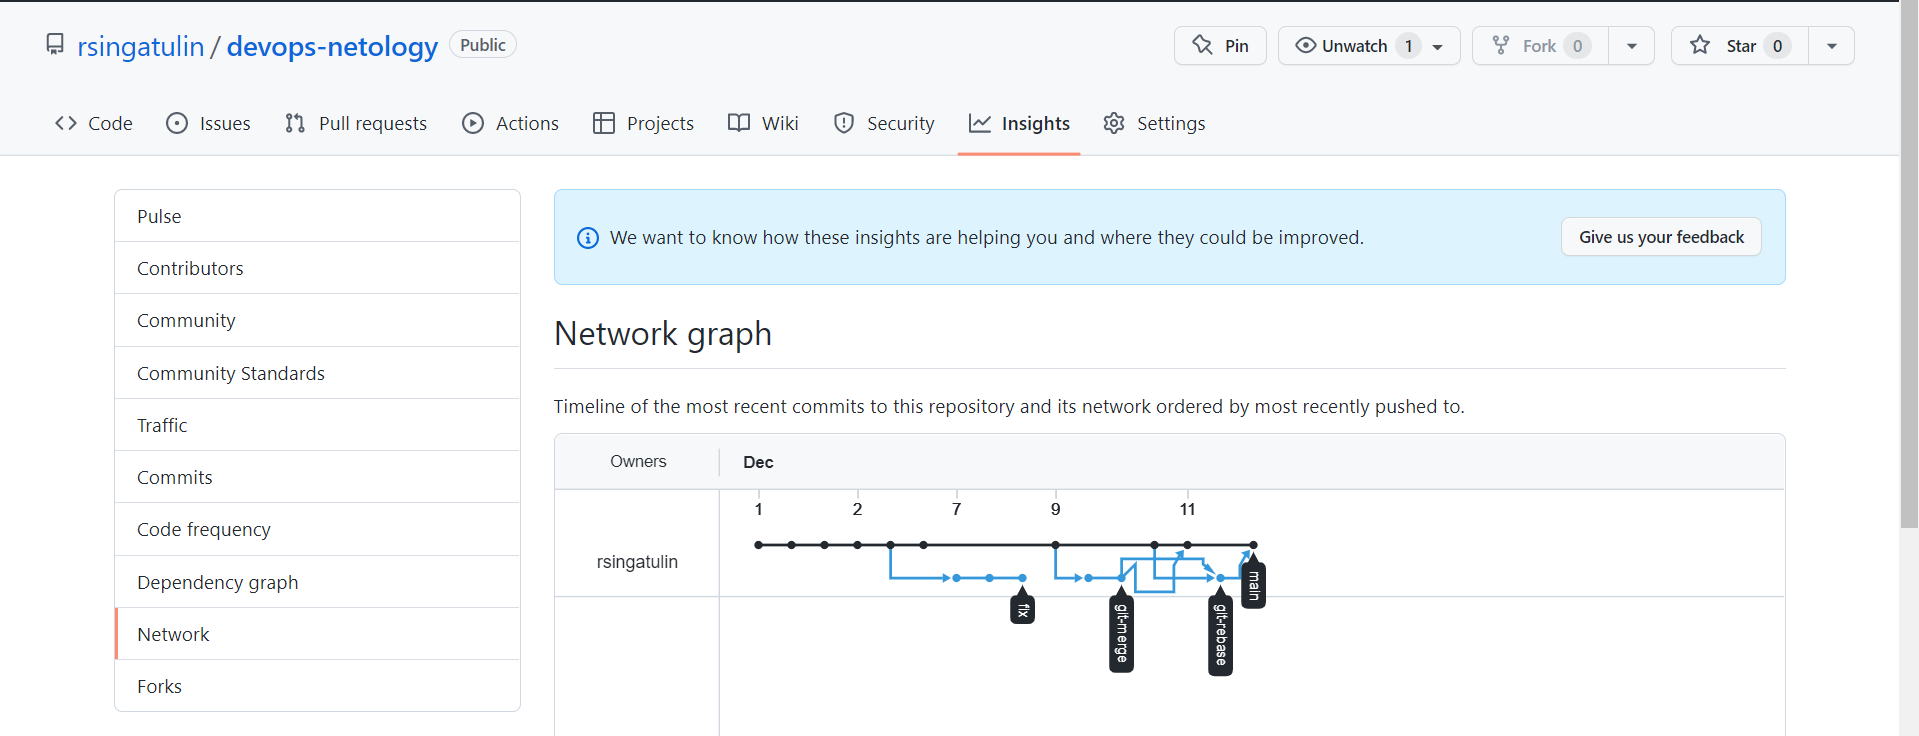 rsingatulin / devops-netology Public Pin Unwatch 1 Fork 0 Star 0
Code Issues Pull requests Actions Projects Wiki Security Insights Settings
Pulse
Contributors
Community
Community Standards
Traffic
Commits
Code frequency
Dependency graph
Network
Forks
We want to know how these insights are helping you and where they could be improved. Give us your feedback
Network graph
Timeline of the most recent commits to this repository and its network ordered by most recently pushed to.
Owners Dec
1 2 7 9 11
rsingatulin
fix
git-merge
git-rebase
main